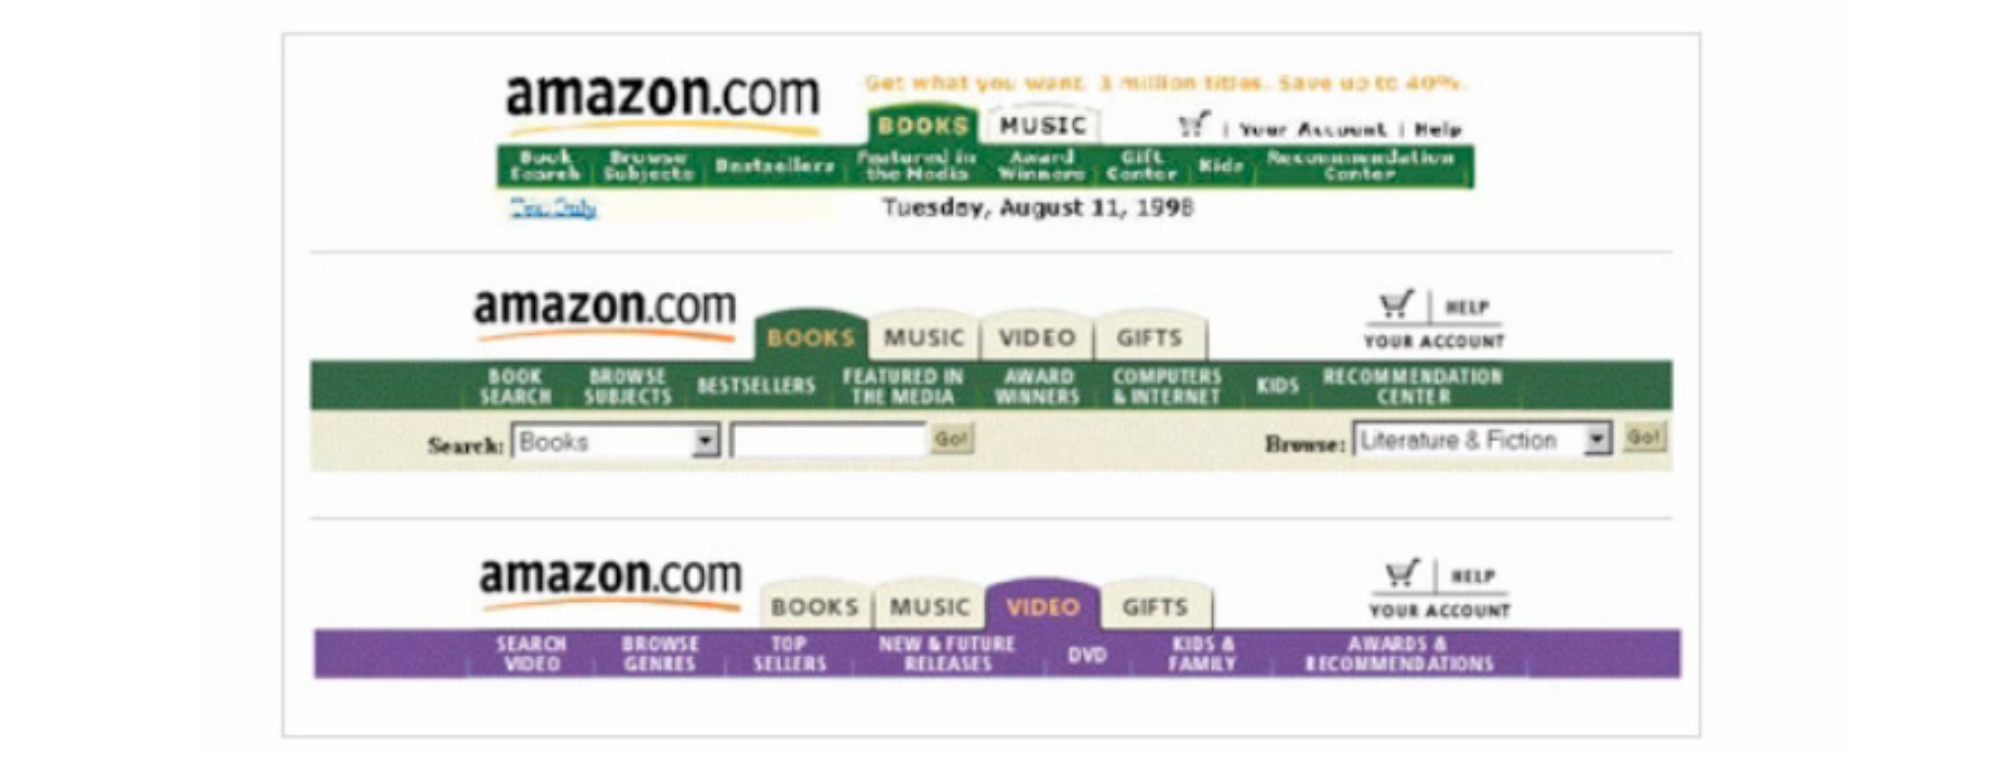 amazon.com
Get what you want. 3 million titles. Save up to 40%.
BOOKS MUSIC | Your Account | Help
Book Search Browse Subjects Bestsellers Featured in the Media Award Winners Gift Center Kids Recommendation Center
Text Only Tuesday, August 11, 1998
amazon.com BOOKS MUSIC VIDEO GIFTS HELP
YOUR ACCOUNT
BOOK SEARCH BROWSE SUBJECTS BESTSELLERS FEATURED IN THE MEDIA AWARD WINNERS COMPUTERS & INTERNET KIDS RECOMMENDATION CENTER
Search: Books Go! Browse: Literature & Fiction Go!
amazon.com BOOKS MUSIC VIDEO GIFTS HELP
YOUR ACCOUNT
SEARCH VIDEO BROWSE GENRES TOP SELLERS NEW & FUTURE RELEASES DVD KIDS & FAMILY AWARDS & RECOMMENDATIONS